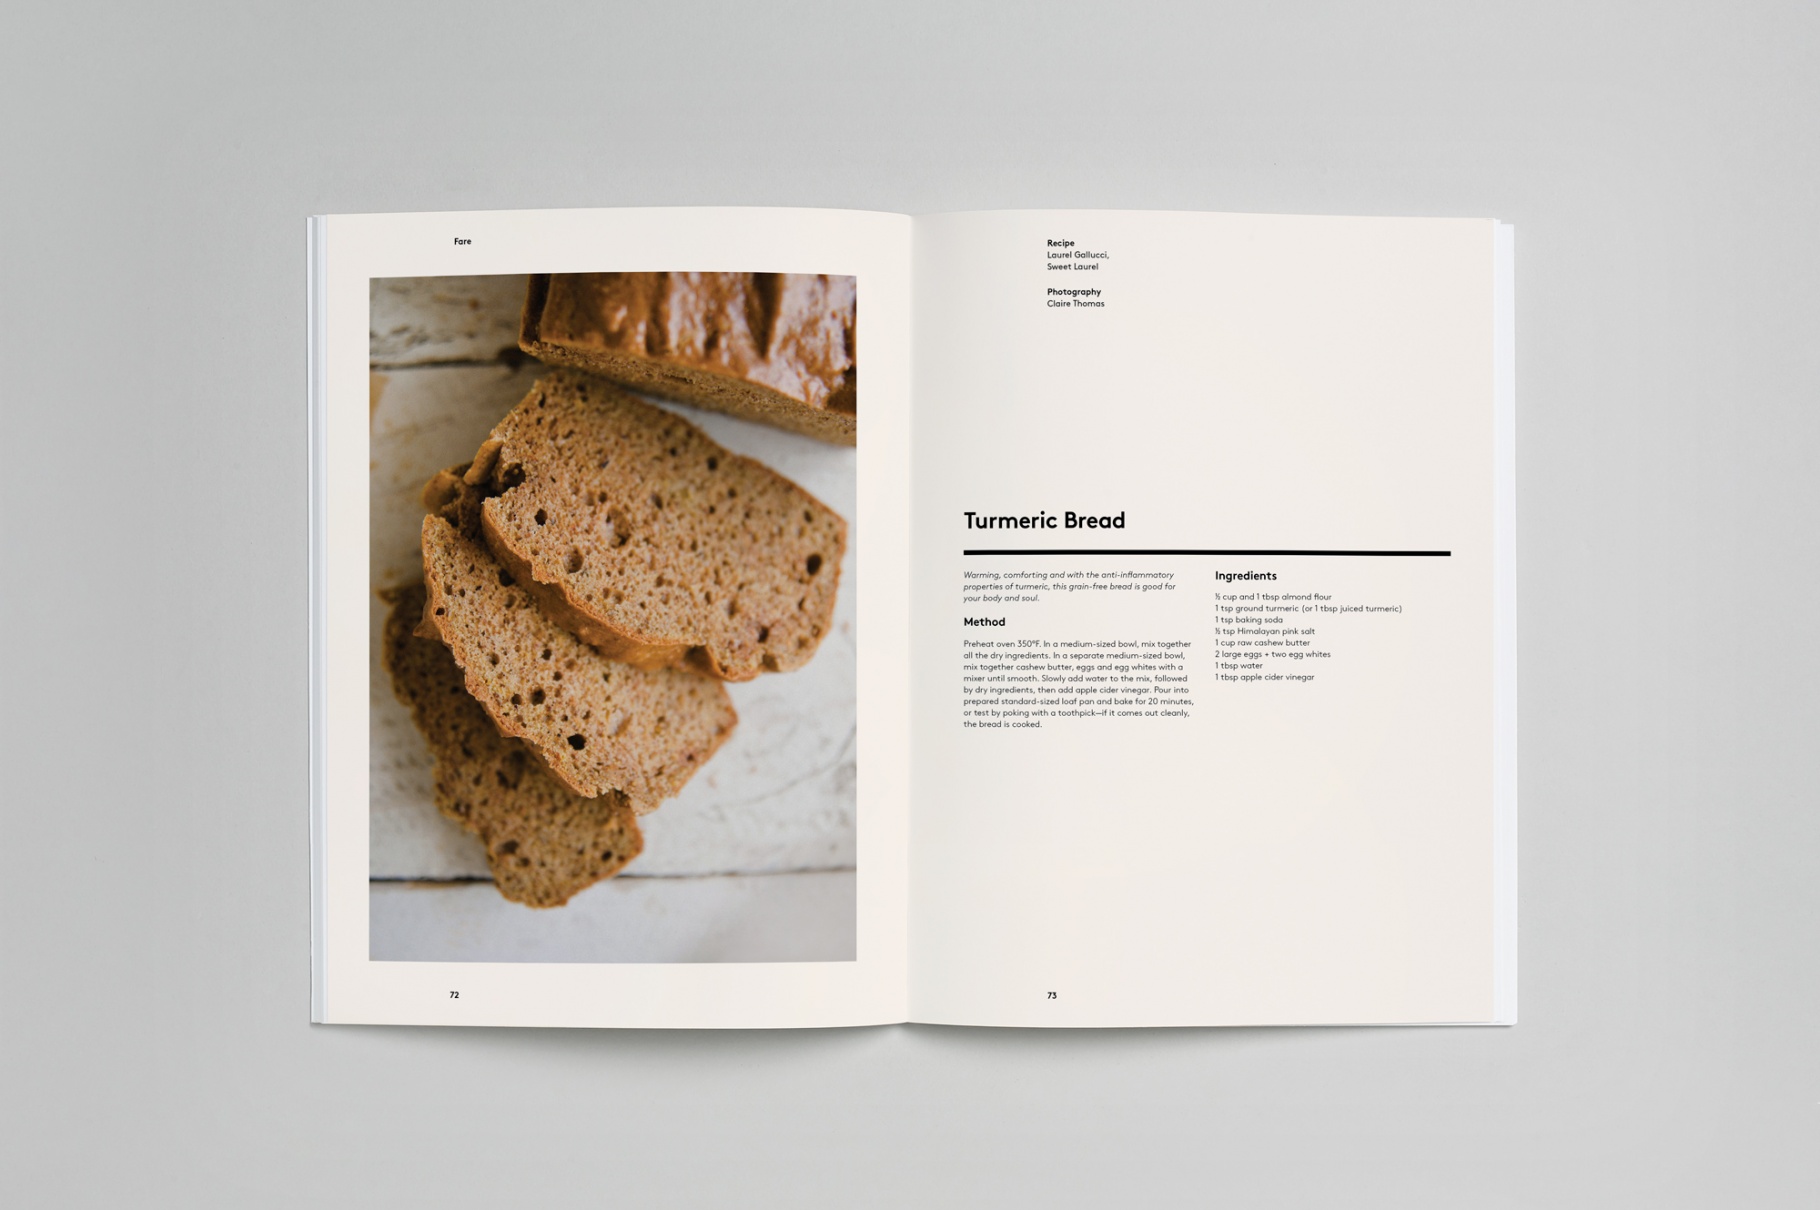 Fare
72
Recipe
Laurel Gallucci,
Sweet Laurel
Photography
Claire Thomas
Turmeric Bread
Warming, comforting and with the anti-inflammatory
properties of turmeric, this grain-free bread is good for
your body and soul.
Method
Preheat oven 350°F. In a medium-sized bowl, mix together
all the dry ingredients. In a separate medium-sized bowl,
mix together cashew butter, eggs and egg whites with a
mixer until smooth. Slowly add water to the mix, followed
by dry ingredients, then add apple cider vinegar. Pour into
prepared standard-sized loaf pan and bake for 20 minutes,
or test by poking with a toothpick—if it comes out cleanly,
the bread is cooked.
Ingredients
cup and 1 tbsp almond flour
1 tsp ground turmeric (or 1 tbsp juiced turmeric)
1 tsp baking soda
½ tsp Himalayan pink salt
1 cup raw cashew butter
2 large eggs + two egg whites
1 tbsp water
1 tbsp apple cider vinegar
73